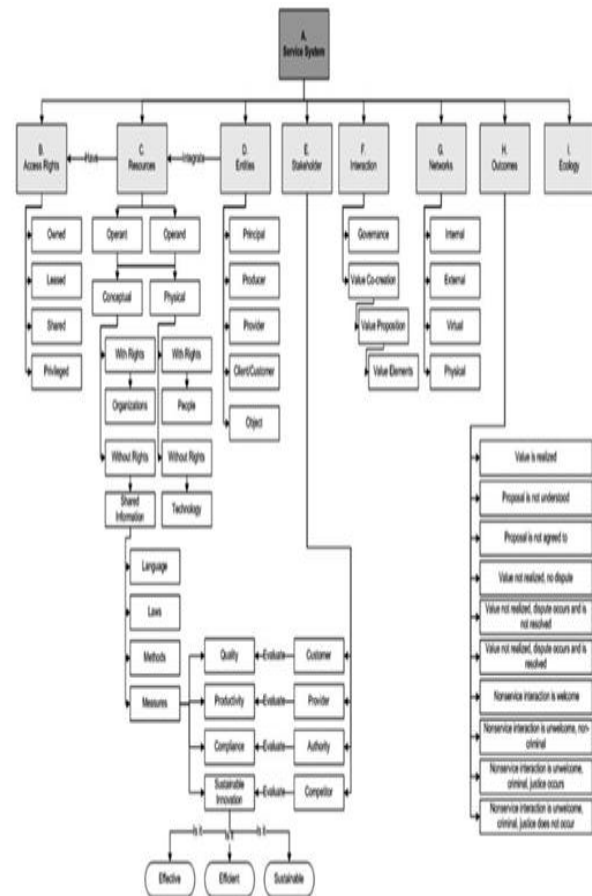 A.
Service System
B.
Access Rights
Have
C.
Resources
Integrate
D.
Entities
E.
Stakeholder
F.
Interaction
G.
Networks
H.
Outcomes
I.
Ecology
Owned
Leased
Shared
Privileged
Operant
Operand
Conceptual
Physical
With Rights
With Rights
Organizations
People
Without Rights
Without Rights
Shared
Information
Technology
Language
Laws
Methods
Measures
Principal
Producer
Provider
Client/Customer
Object
Governance
Value Co-creation
Value Proposition
Value Elements
Internal
External
Virtual
Physical
Value is realized
Proposal is not understood
Proposal is not agreed to
Value not realized, no dispute
Value not realized, dispute occurs and is
not resolved
Value not realized, dispute occurs and is
resolved
Nonservice interaction is welcome
Nonservice interaction is unwelcome, non-
criminal
Nonservice interaction is unwelcome,
criminal, justice occurs
Nonservice interaction is unwelcome,
criminal, justice does not occur
Quality
Evaluate
Customer
Productivity
Evaluate
Provider
Compliance
Evaluate
Authority
Sustainable
Innovation
Evaluate
Competitor
Is it
Is it
Is it
Effective
Efficient
Sustainable